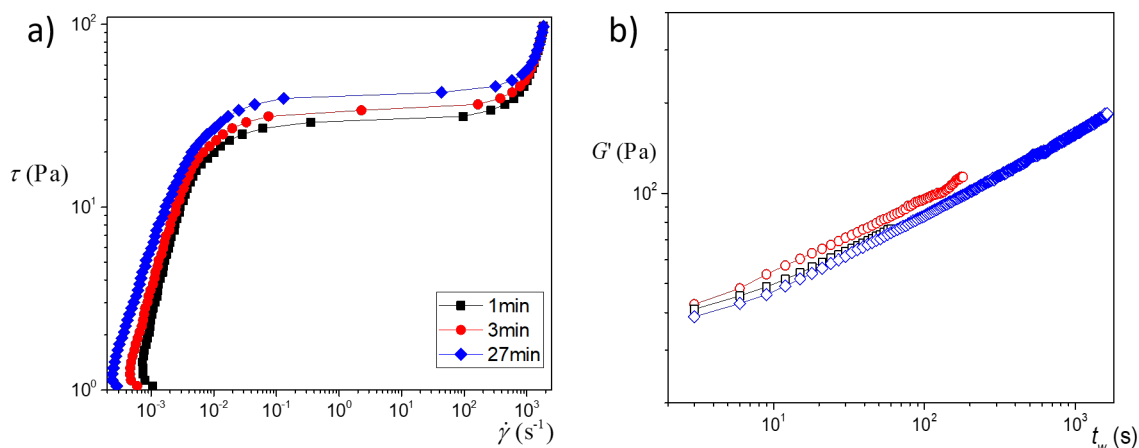 a)
10²
10¹
10⁰
τ (Pa)
10⁻³ 10⁻² 10⁻¹ 10⁰ 10¹ 10² 10³
γ̇ (s⁻¹)
1min
3min
27min
b)
G' (Pa)
10²
10¹ 10² 10³
t_w (s)